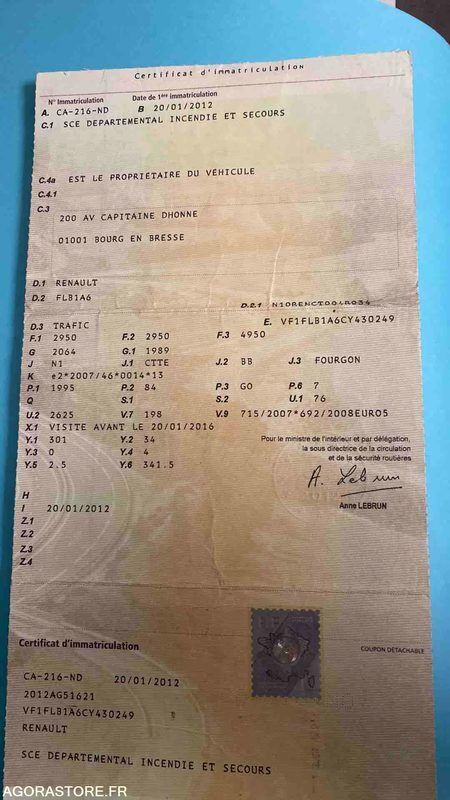 Certificat d'immatriculation
N° Immatriculation Date de 1ère immatriculation
A. CA-216-ND B 20/01/2012
C.1 SCE DEPARTEMENTAL INCENDIE ET SECOURS
C.4a EST LE PROPRIÉTAIRE DU VÉHICULE
C.4.1
C.3
200 AV CAPITAINE DHONNE
01001 BOURG EN BRESSE
D.1 RENAULT
D.2 FLB1A6 D.2.1
D.3 TRAFIC E. VF1FLB1A6CY430249
F.1 2950 F.2 2950 F.3 4950
G 2064 G.1 1989
J N1 J.1 CTTE J.2 BB J.3 FOURGON
K e2*2007/46*0014*13
P.1 1995 P.2 84 P.3 GO P.6 7
Q S.1 S.2 U.1 76
U.2 2625 V.7 198 V.9 715/2007*692/2008EURO5
X.1 VISITE AVANT LE 20/01/2016
Y.1 301 Y.2 34
Y.3 0 Y.4 4
Y.5 2.5 Y.6 341.5
Pour le ministre de l'intérieur et par délégation,
la sous directrice de la circulation
et de la sécurité routières
A. Lebrun
Anne LEBRUN
H
I 20/01/2012
Z.1
Z.2
Z.3
Z.4
Certificat d'immatriculation
COUPON DÉTACHABLE
CA-216-ND 20/01/2012
2012AG51621
VF1FLB1A6CY430249
RENAULT
SCE DEPARTEMENTAL INCENDIE ET SECOURS
AGORASTORE.FR